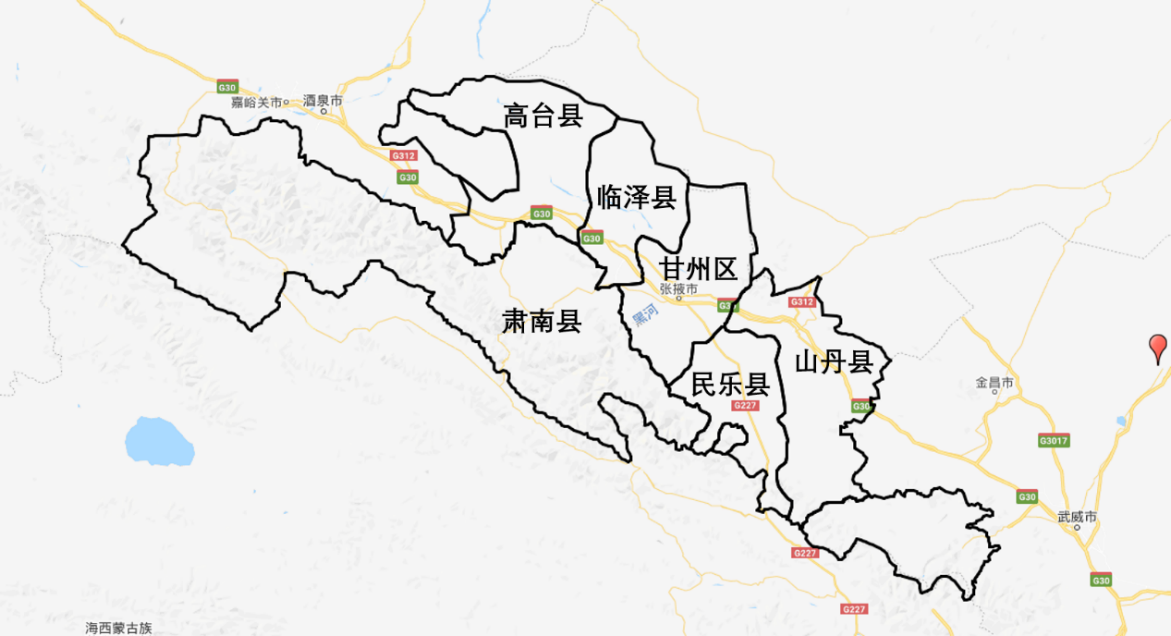 G30
嘉峪关市
酒泉市
高台县
G312
G30
临泽县
G30
G30
甘州区
张掖市
G30
G312
黑河
肃南县
山丹县
民乐县
金昌市
G227
G30
G3017
G30
武威市
G227
G30
G227
海西蒙古族